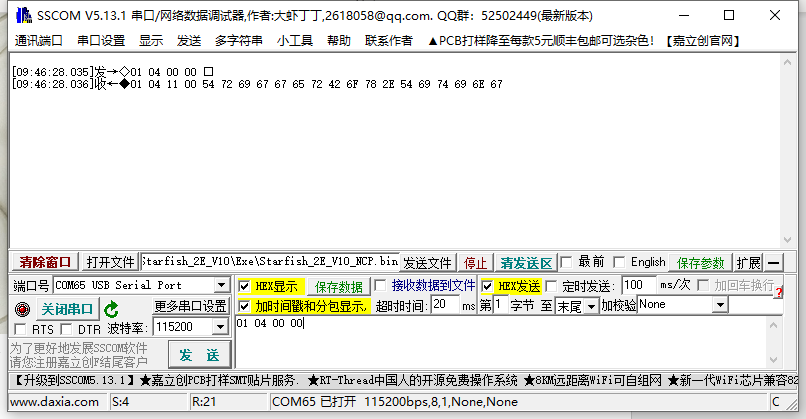 SSCOM V5.13.1 串口/网络数据调试器,作者:大虾丁丁,2618058@qq.com. QQ群: 52502449(最新版本)
通讯端口 串口设置 显示 发送 多字符串 小工具 帮助 联系作者 ▲PCB打样降至每款5元顺丰包邮可选杂色！【嘉立创官网】
[09:46:28.035]发→◇01 04 00 00 □
[09:46:28.036]收←◆01 04 11 00 54 72 69 67 67 65 72 42 6F 78 2E 54 69 74 69 6E 67
清除窗口 打开文件 Starfish_2E_V10\Exe\Starfish_2E_V10_NCP.bin 发送文件 停止 清发送区 最前 English 保存参数 扩展 —
端口号 COM65 USB Serial Port HEX显示 保存数据 接收数据到文件 HEX发送 定时发送: 100 ms/次 加回车换行
关闭串口 更多串口设置 加时间戳和分包显示, 超时时间: 20 ms 第 1 字节 至 末尾 加校验 None ?
RTS DTR 波特率: 115200 01 04 00 00
为了更好地发展SSCOM软件
请您注册嘉立创F结尾客户
发 送
【升级到SSCOM5.13.1】★嘉立创PCB打样SMT贴片服务. ★RT-Thread中国人的开源免费操作系统 ★8KM远距离WiFi可自组网 ★新一代WiFi芯片兼容82
www.daxia.com S:4 R:21 COM65 已打开 115200bps,8,1,None,None C